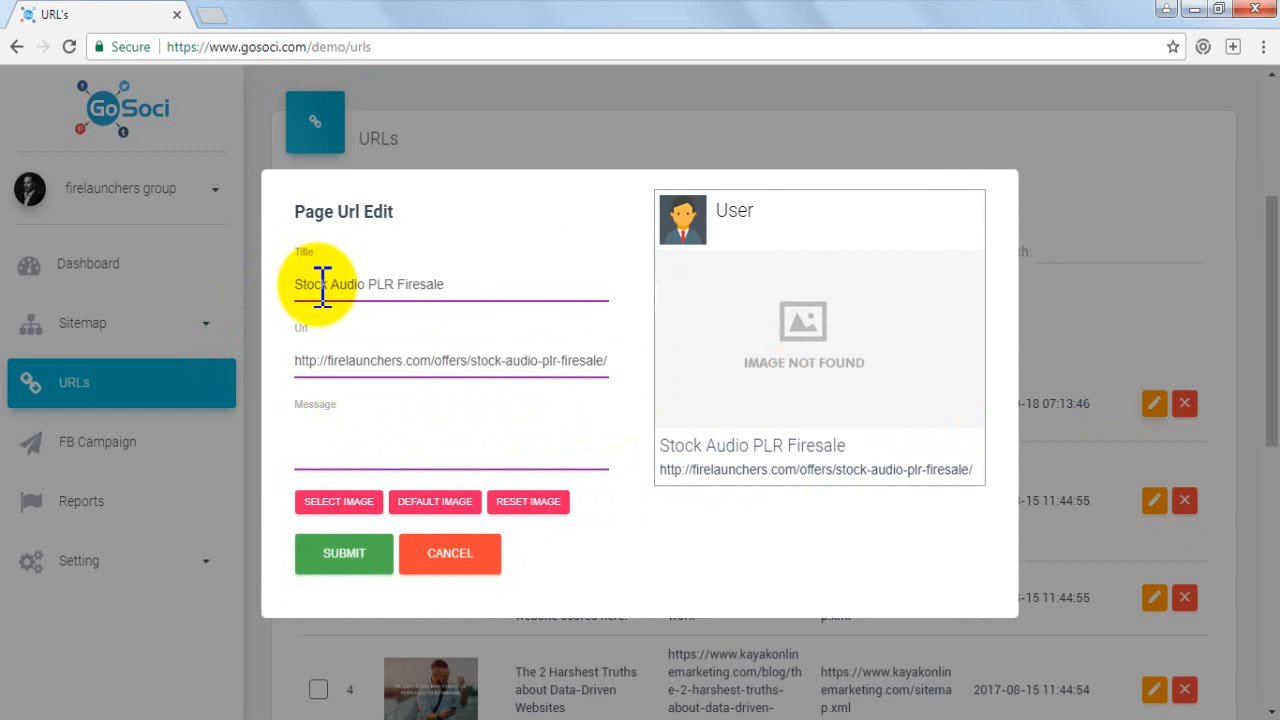 URL's
Secure https://www.gosoci.com/demo/urls
GoSoci
firelaunchers group
Dashboard
Sitemap
URLs
FB Campaign
Reports
Setting
URLs
Page Url Edit
Title
Stock Audio PLR Firesale
Url
http://firelaunchers.com/offers/stock-audio-plr-firesale/
Message
SELECT IMAGE DEFAULT IMAGE RESET IMAGE
SUBMIT CANCEL
User
IMAGE NOT FOUND
Stock Audio PLR Firesale
http://firelaunchers.com/offers/stock-audio-plr-firesale/
-18 07:13:46
-15 11:44:55
-15 11:44:55
4
The 2 Harshest Truths
about Data-Driven
Websites
https://www.kayakonlin
emarketing.com/blog/th
e-2-harshest-truths-
about-data-driven-
https://www.kayakonlin
emarketing.com/sitema
p.xml
2017-08-15 11:44:54